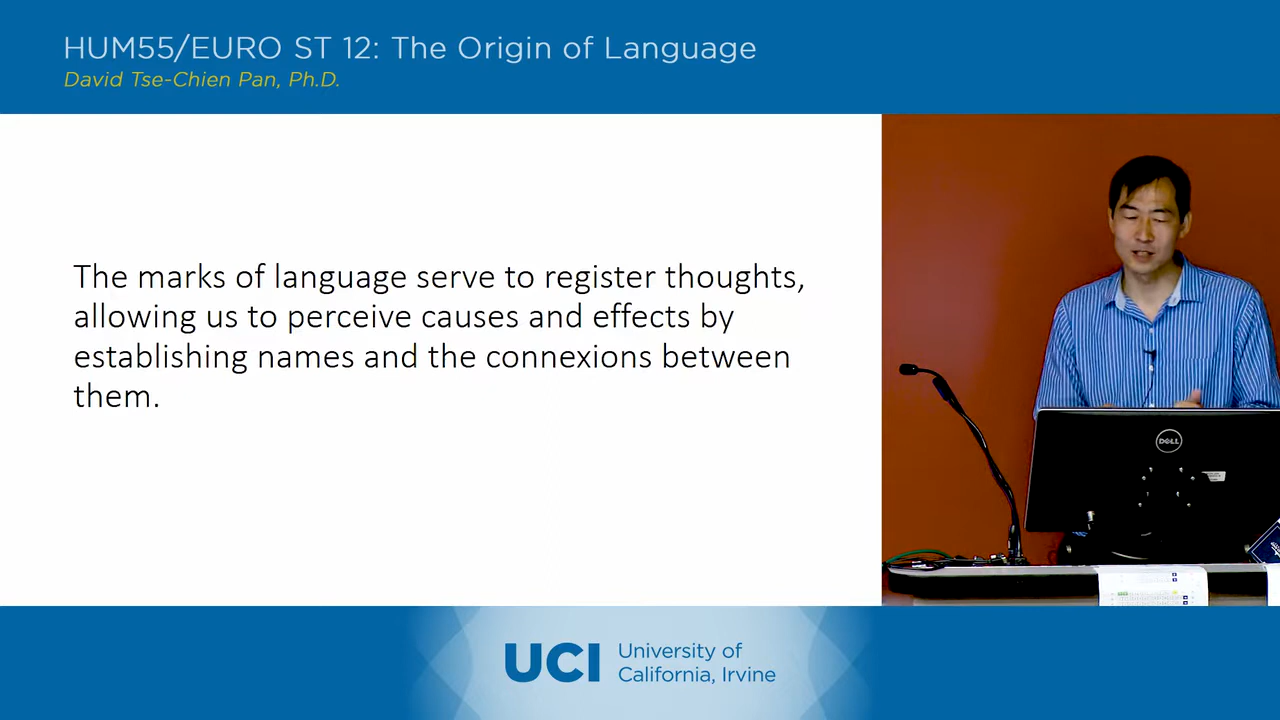 HUM55/EURO ST 12: The Origin of Language
David Tse-Chien Pan, Ph.D.
The marks of language serve to register thoughts,
allowing us to perceive causes and effects by
establishing names and the connexions between
them.
DELL
UCI
University of
California, Irvine